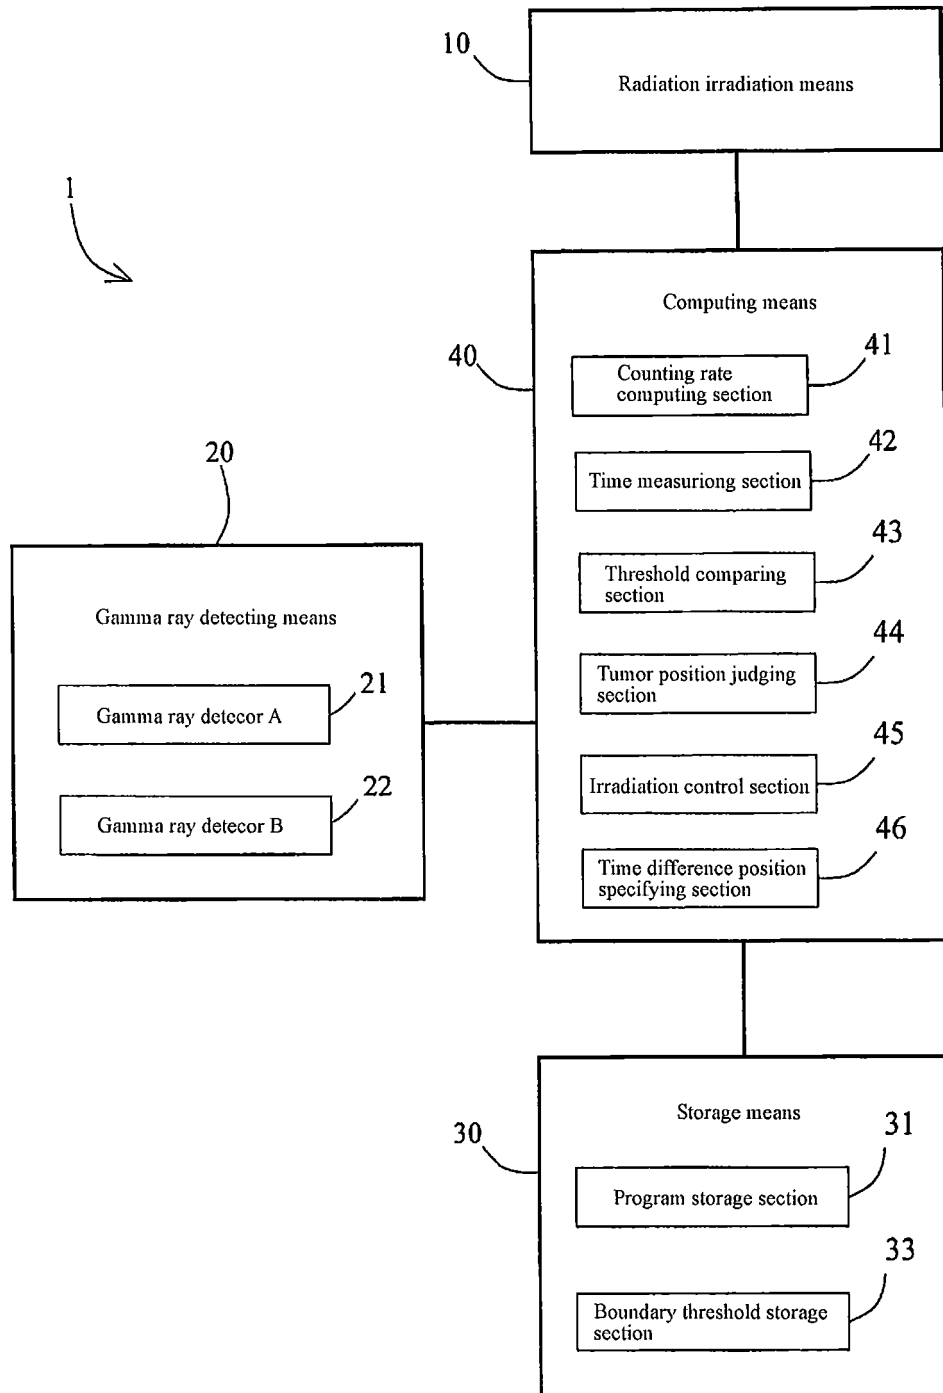 10
Radiation irradiation means
1
Computing means
40
41
Counting rate
computing section
42
Time measuriong section
20
43
Threshold comparing
section
Gamma ray detecting means
44
Tumor position judging
section
21
Gamma ray detecor A
45
Irradiation control section
22
Gamma ray detecor B
46
Time difference position
specifying section
Storage means
30
31
Program storage section
33
Boundary threshold storage
section